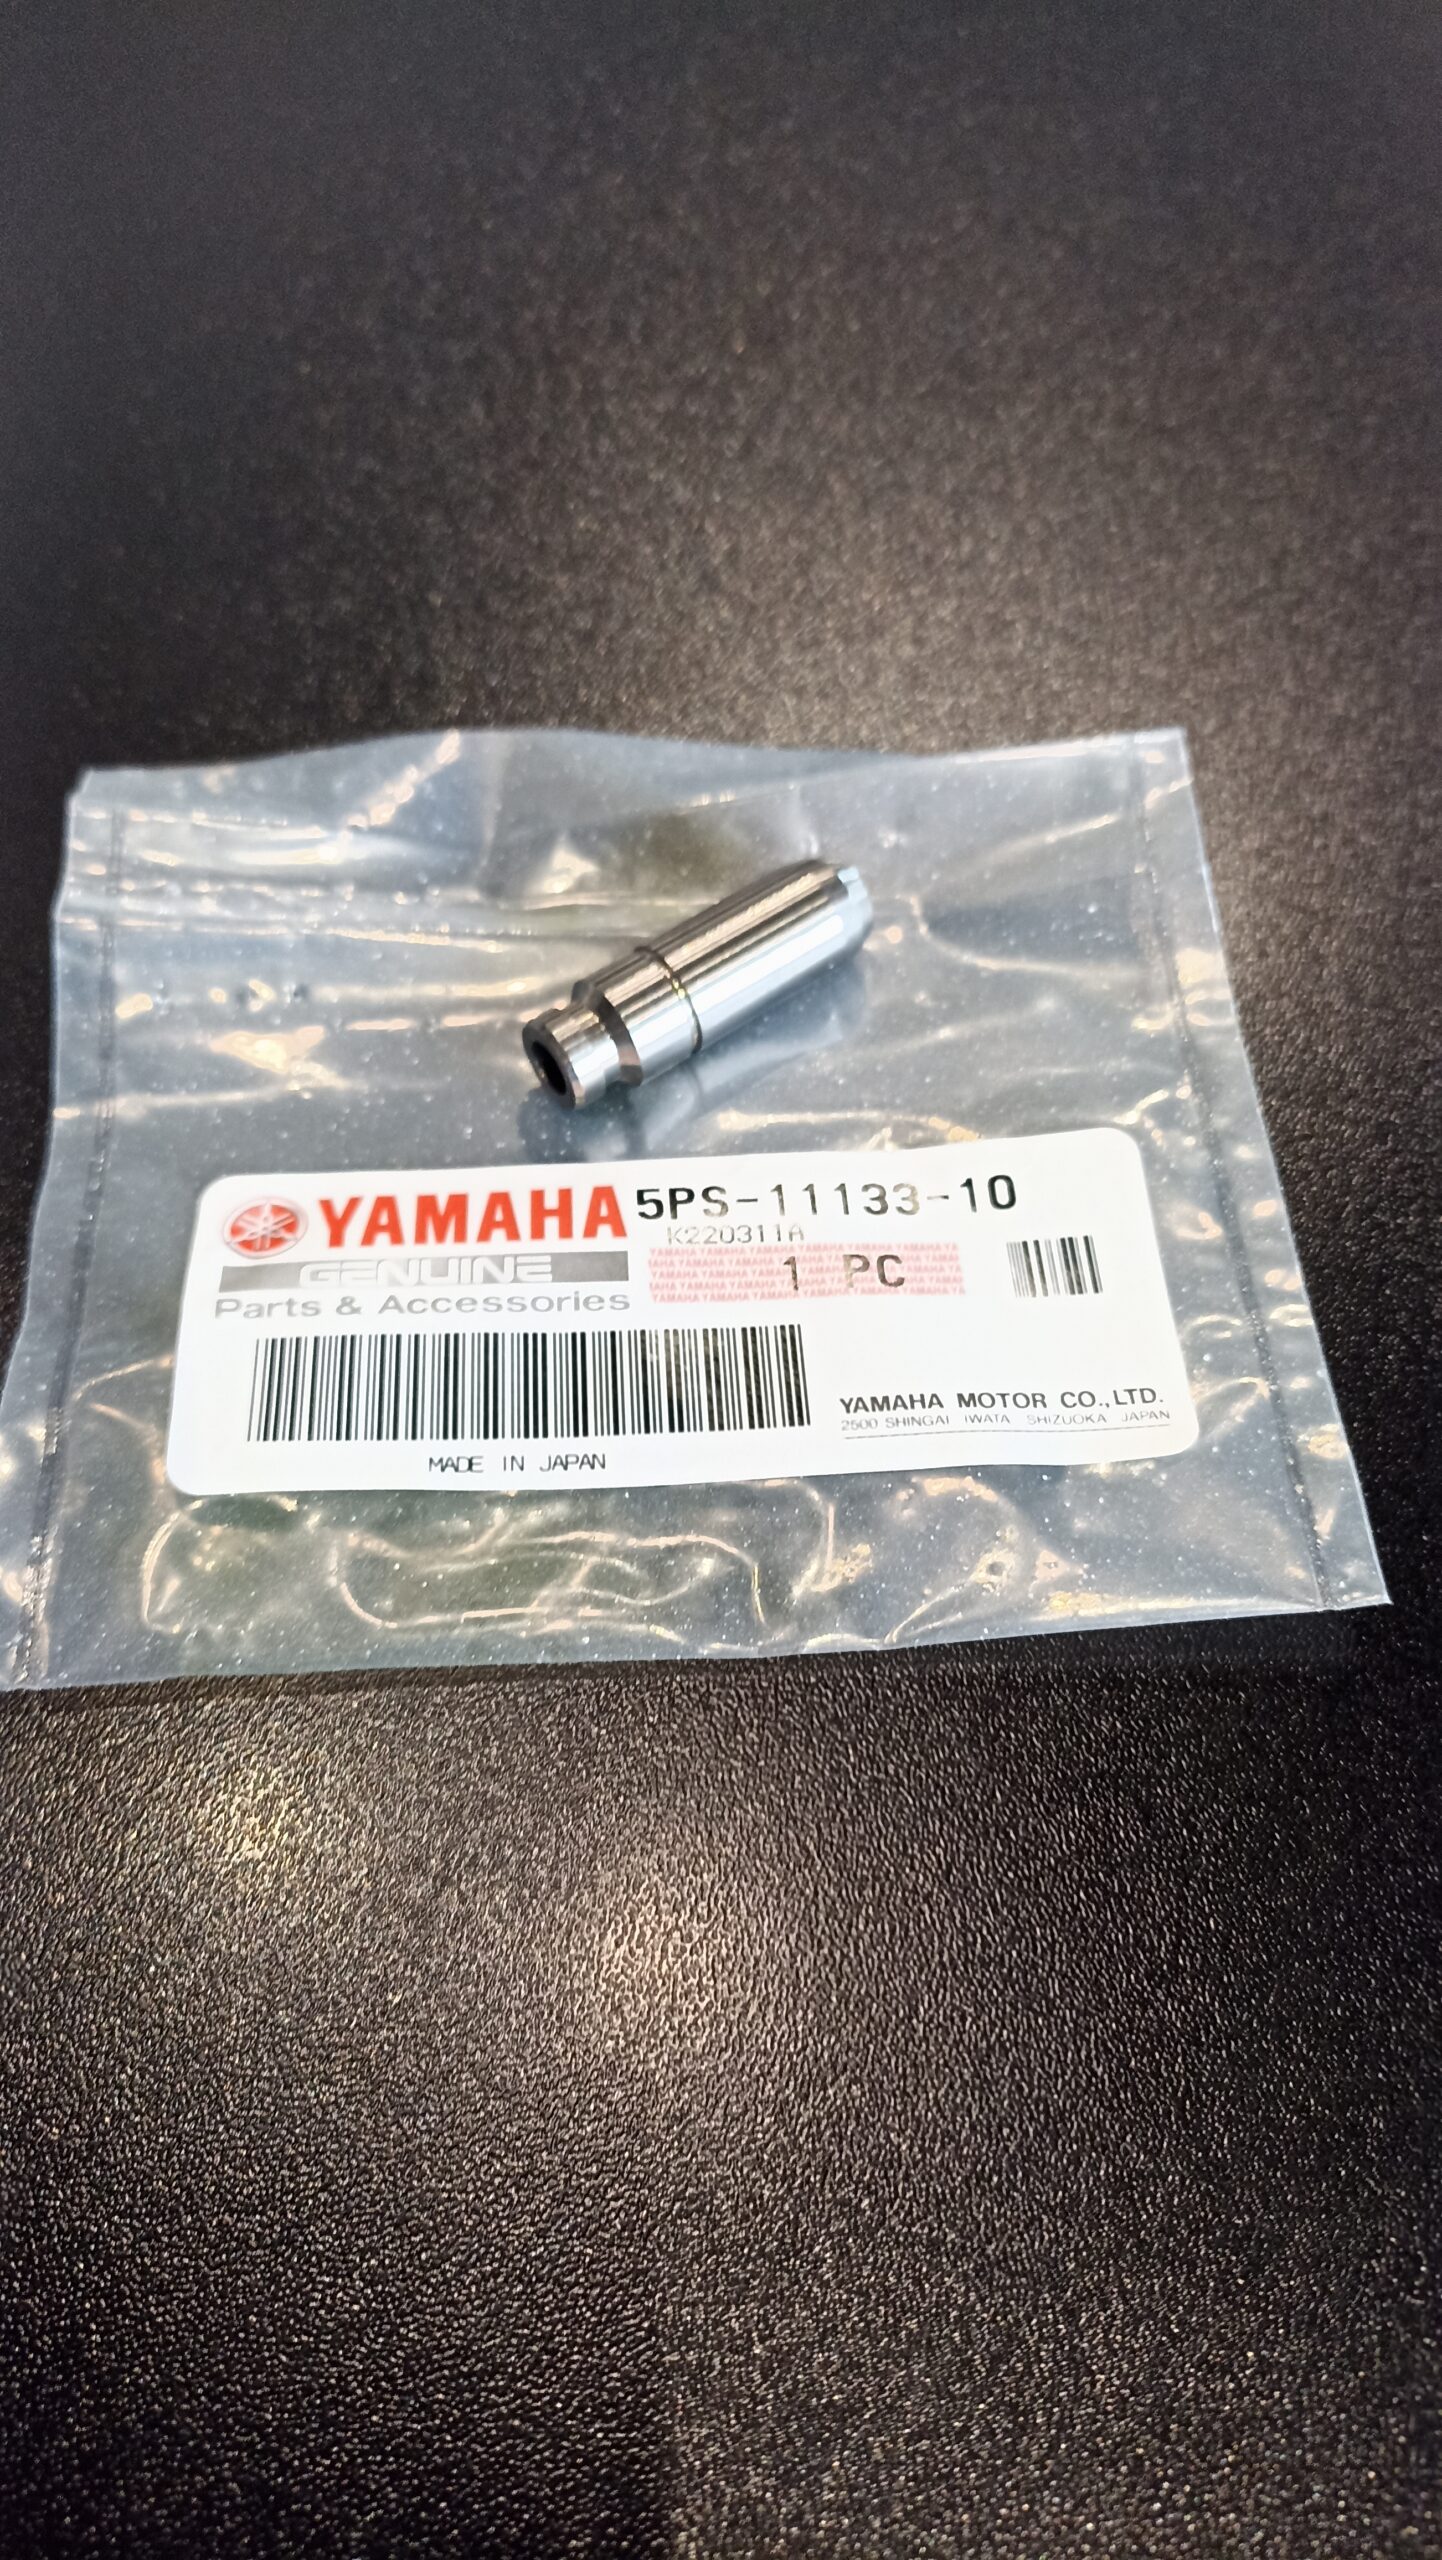 YAMAHA 5PS-11133-10
K220311A
GENUINE
1 PC
Parts & Accessories
YAMAHA MOTOR CO.,LTD.
2500 SHINGAI IWATA SHIZUOKA JAPAN
MADE IN JAPAN